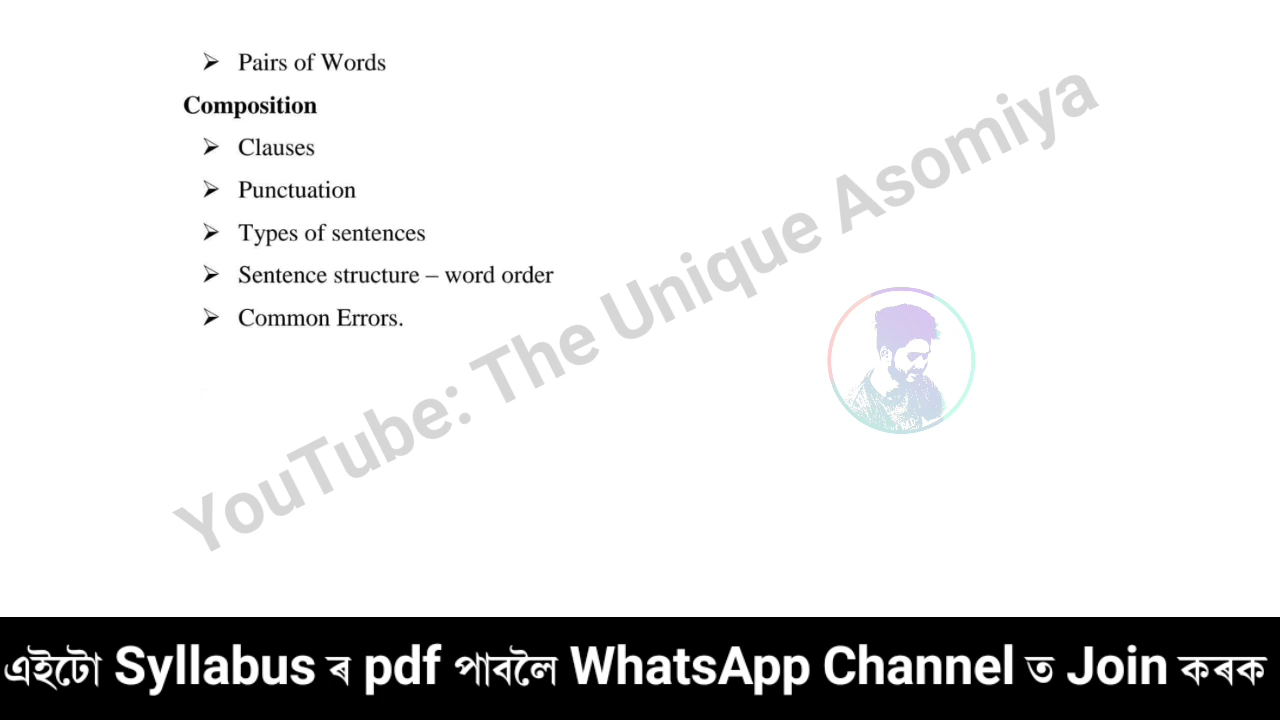 ➢ Pairs of Words
Composition
➢ Clauses
➢ Punctuation
➢ Types of sentences
➢ Sentence structure – word order
➢ Common Errors.
YouTube: The Unique Asomiya
এইটো Syllabus ৰ pdf পাবলৈ WhatsApp Channel ত Join কৰক